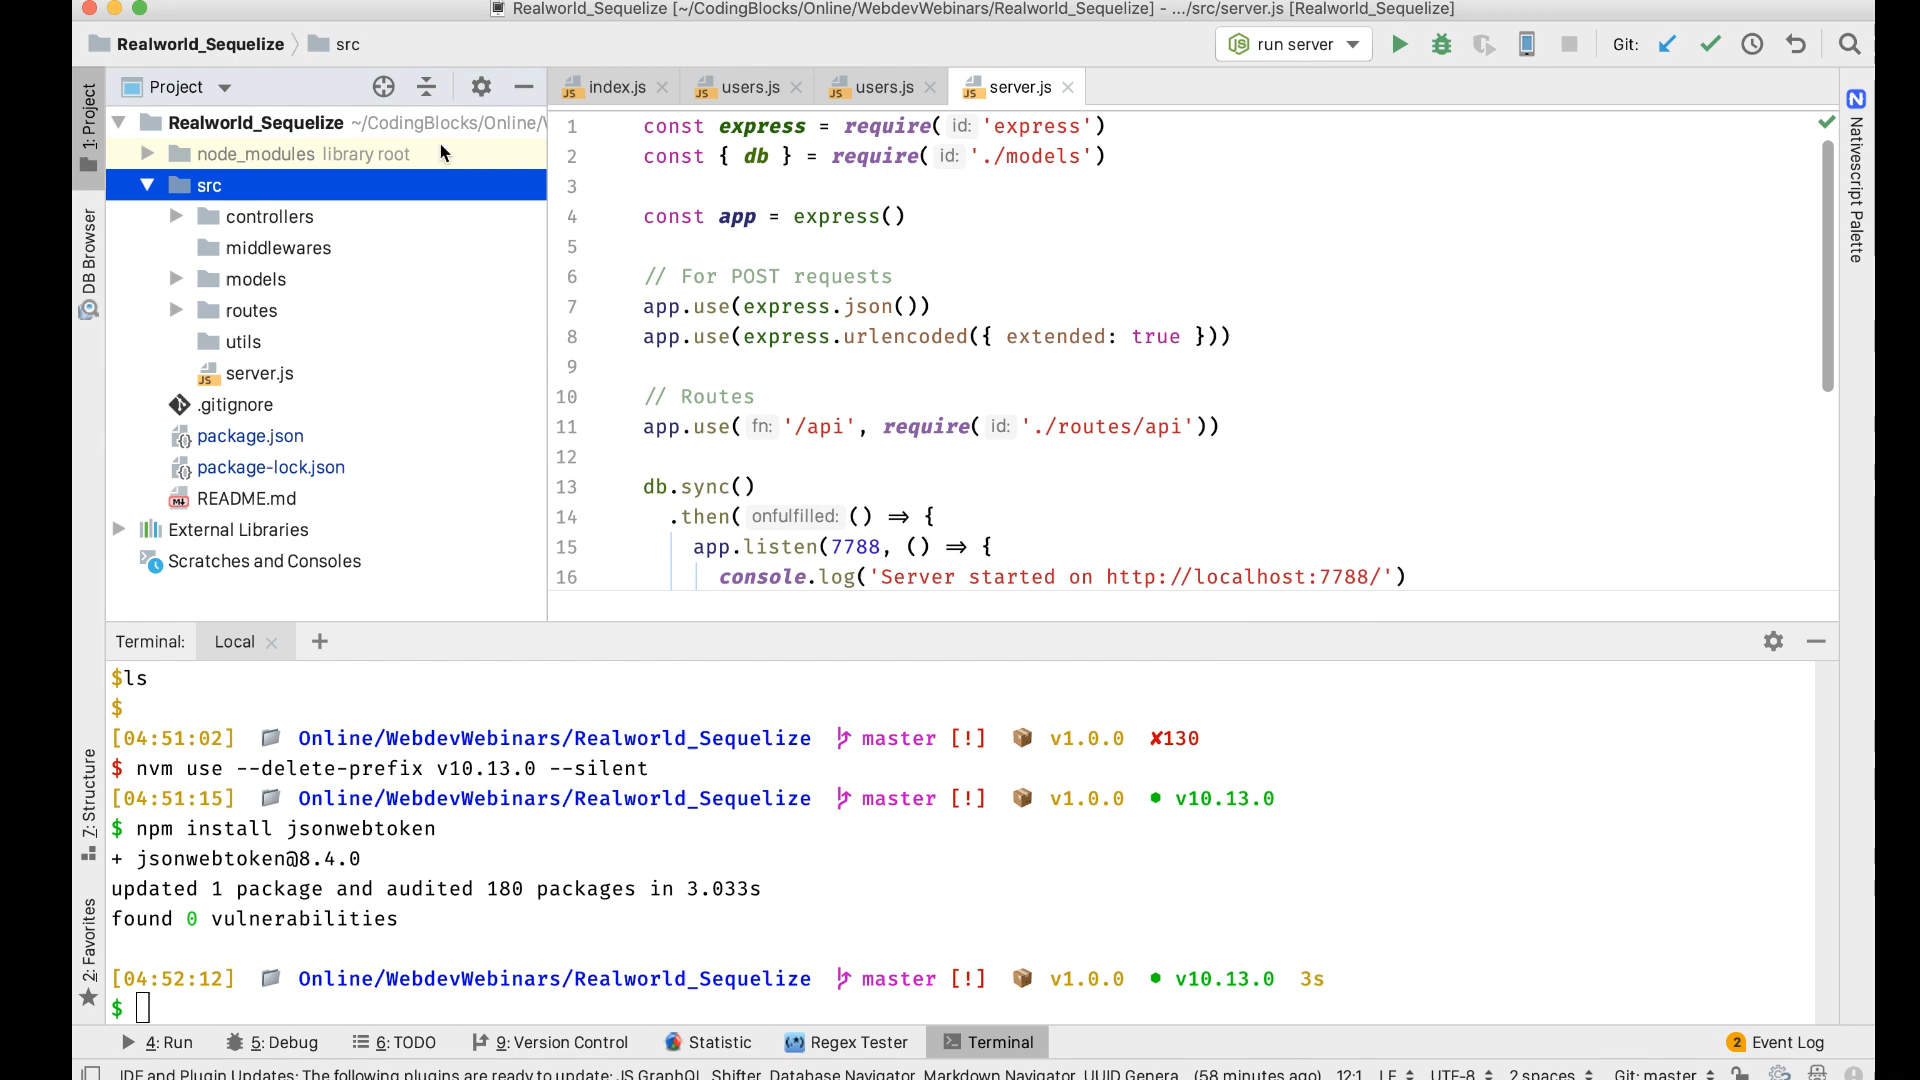 Realworld_Sequelize [~/CodingBlocks/Online/WebdevWebinars/Realworld_Sequelize] - .../src/server.js [Realworld_Sequelize]
Realworld_Sequelize src
run server
Git:
Project
index.js
users.js
users.js
server.js
1: Project
DB Browser
7: Structure
2: Favorites
Realworld_Sequelize ~/CodingBlocks/Online/
node_modules library root
src
controllers
middlewares
models
routes
utils
server.js
.gitignore
package.json
package-lock.json
README.md
External Libraries
Scratches and Consoles
1 const express = require( id: 'express')
2 const { db } = require( id: './models')
3
4 const app = express()
5
6 // For POST requests
7 app.use(express.json())
8 app.use(express.urlencoded({ extended: true }))
9
10 // Routes
11 app.use( fn: '/api', require( id: './routes/api'))
12
13 db.sync()
14 .then( onfulfilled: () ⇒ {
15 app.listen(7788, () ⇒ {
16 console.log('Server started on http://localhost:7788/')
Nativescript Palette
Terminal: Local +
$ls
$
[04:51:02] Online/WebdevWebinars/Realworld_Sequelize master [!] v1.0.0 ✘130
$ nvm use --delete-prefix v10.13.0 --silent
[04:51:15] Online/WebdevWebinars/Realworld_Sequelize master [!] v1.0.0 • v10.13.0
$ npm install jsonwebtoken
+ jsonwebtoken@8.4.0
updated 1 package and audited 180 packages in 3.033s
found 0 vulnerabilities
[04:52:12] Online/WebdevWebinars/Realworld_Sequelize master [!] v1.0.0 • v10.13.0 3s
$
4: Run 5: Debug 6: TODO 9: Version Control Statistic Regex Tester Terminal 2 Event Log
IDE and Plugin Updates: The following plugins are ready to update: JS GraphQL, Shifter, Database Navigator, Markdown Navigator, UUID Genera... (58 minutes ago) 12:1 LF UTF-8 2 spaces Git: master